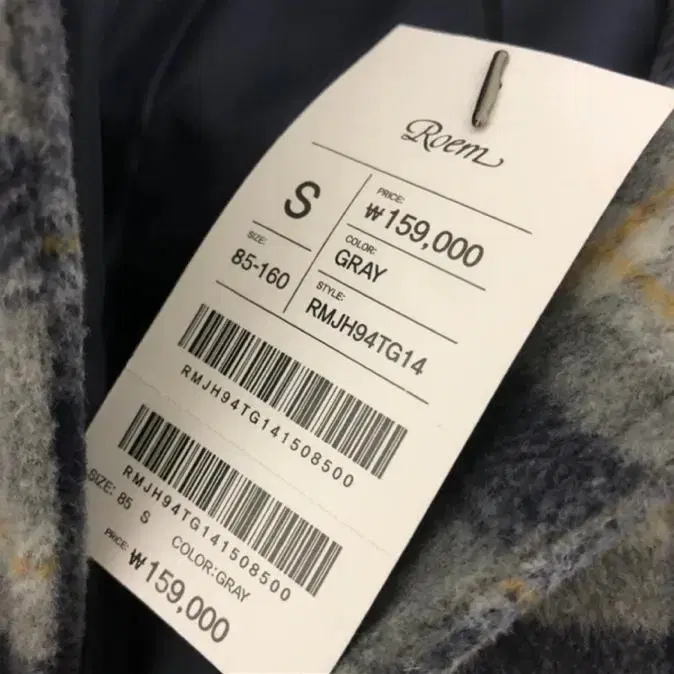 Roem
S
SIZE:
85-160
PRICE:
₩159,000
COLOR:
GRAY
STYLE:
RMJH94TG14
RMJH94TG141508500
RMJH94TG141508500
SIZE: 85 S
COLOR:GRAY
PRICE: ₩159,000